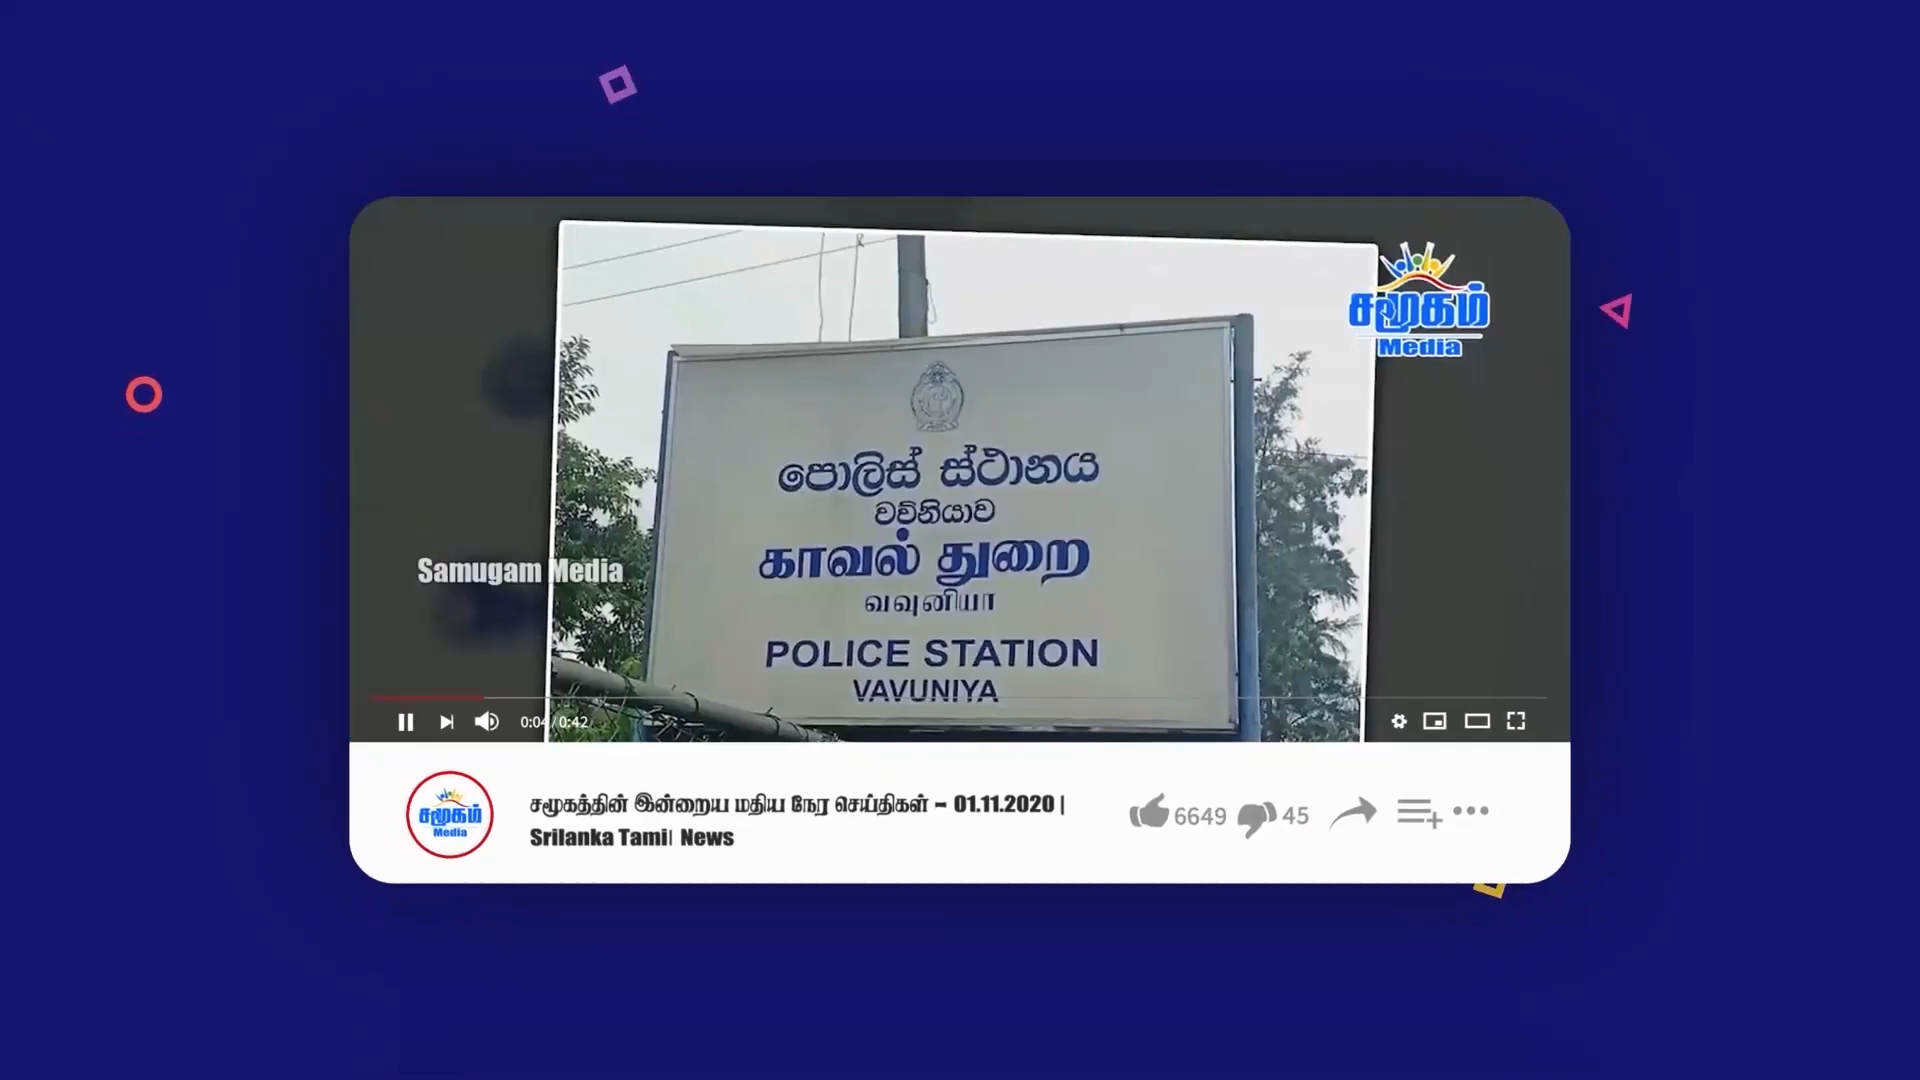 සமூகம்
Media
පොලිස් ස්ථානය
වව්නියාව
காவல் துறை
வவுனியா
POLICE STATION
VAVUNIYA
Samugam Media
0:04/0:42
சமூகம்
Media
சமூகத்தின் இன்றைய மதிய நேர செய்திகள் - 01.11.2020 |
Srilanka Tamil News
6649
45